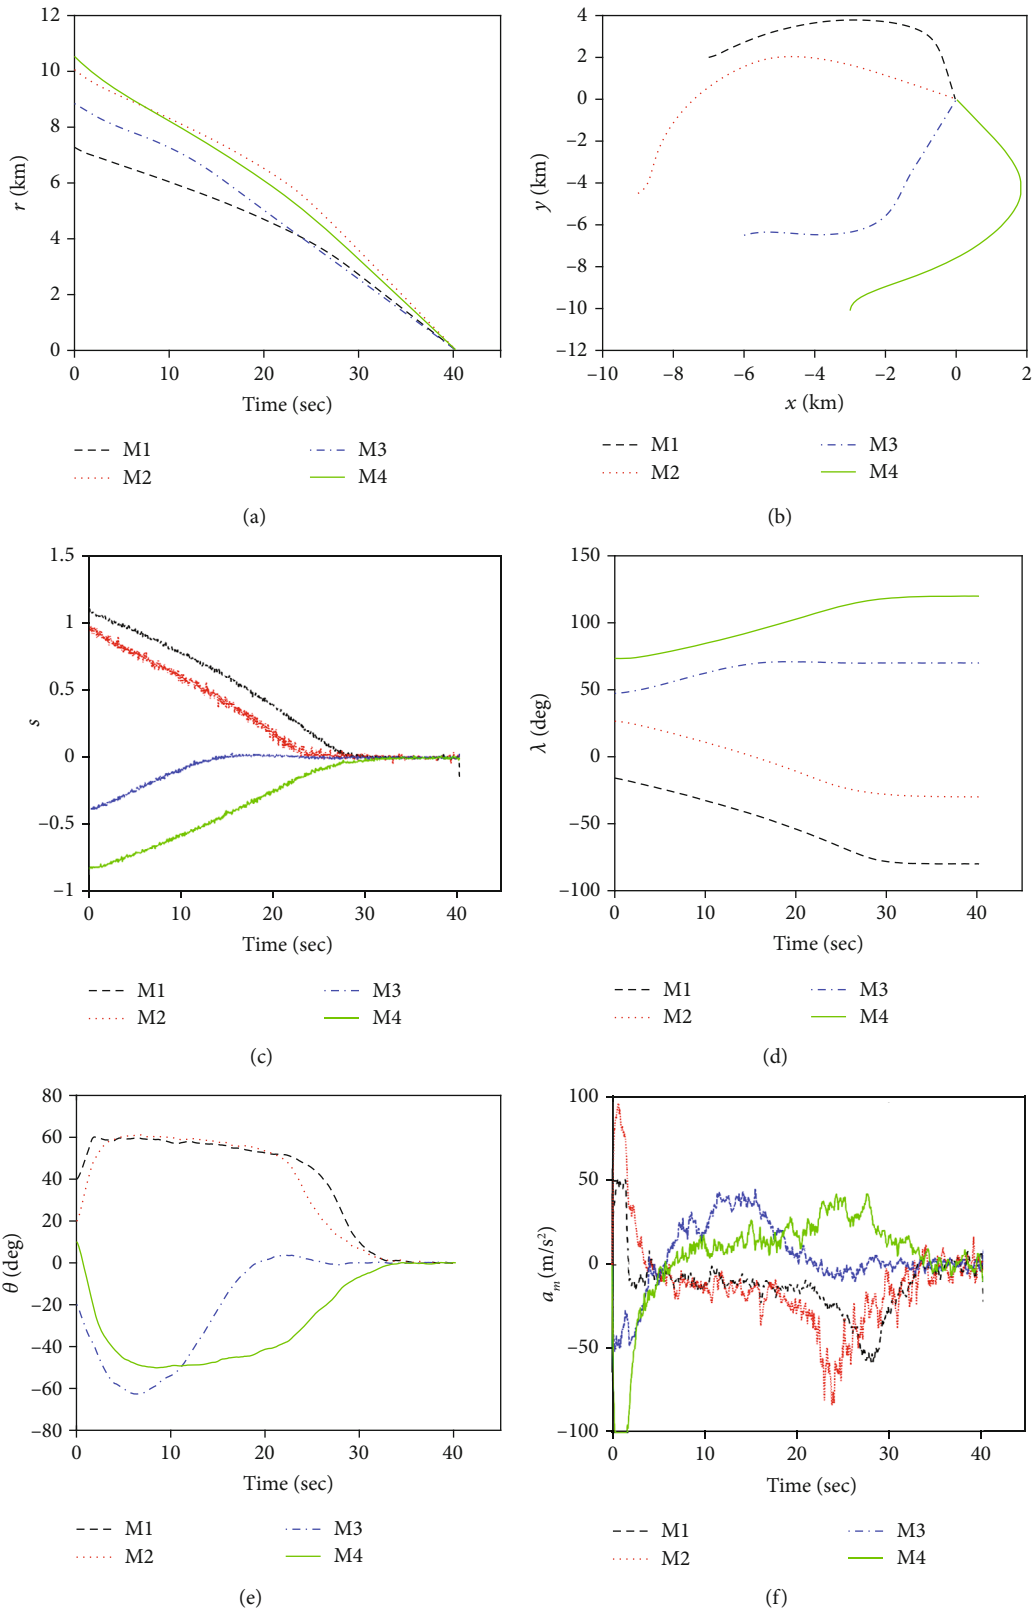 12
10
8
6
4
2
0
r (km)
0 10 20 30 40
Time (sec)
M1 M3
M2 M4
(a)
4
2
0
−2
−4
−6
−8
−10
−12
y (km)
−10 −8 −6 −4 −2 0 2
x (km)
M1 M3
M2 M4
(b)
1.5
1
0.5
0
−0.5
−1
s
0 10 20 30 40
Time (sec)
M1 M3
M2 M4
(c)
150
100
50
0
−50
−100
λ (deg)
0 10 20 30 40
Time (sec)
M1 M3
M2 M4
(d)
80
60
40
20
0
−20
−40
−60
−80
θ (deg)
0 10 20 30 40
Time (sec)
M1 M3
M2 M4
(e)
100
50
0
−50
−100
aₘ (m/s²)
0 10 20 30 40
Time (sec)
M1 M3
M2 M4
(f)